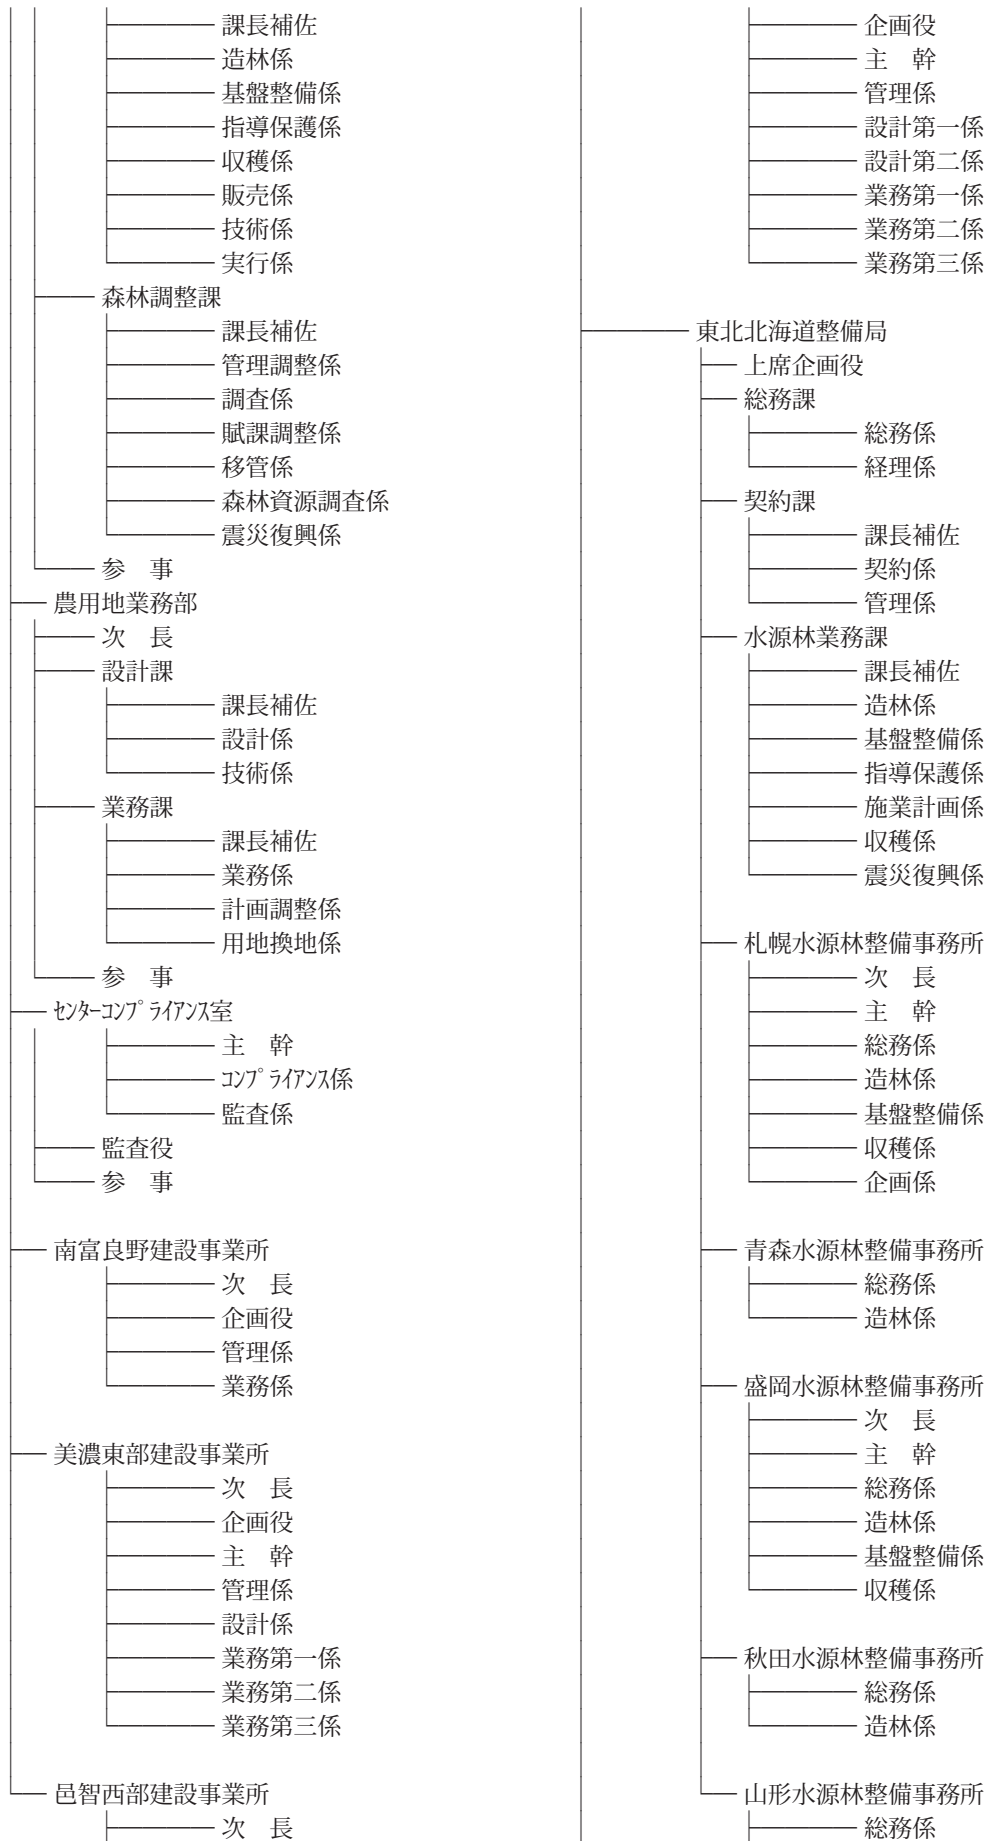 課長補佐
造林係
基盤整備係
指導保護係
収穫係
販売係
技術係
実行係
森林調整課
課長補佐
管理調整係
調査係
賦課調整係
移管係
森林資源調査係
震災復興係
参　事
農用地業務部
次　長
設計課
課長補佐
設計係
技術係
業務課
課長補佐
業務係
計画調整係
用地換地係
参　事
ｾﾝﾀｰｺﾝﾌﾟﾗｲｱﾝｽ室
主　幹
ｺﾝﾌﾟﾗｲｱﾝｽ係
監査係
監査役
参　事
南富良野建設事業所
次　長
企画役
管理係
業務係
美濃東部建設事業所
次　長
企画役
主　幹
管理係
設計係
業務第一係
業務第二係
業務第三係
邑智西部建設事業所
次　長
企画役
主　幹
管理係
設計第一係
設計第二係
業務第一係
業務第二係
業務第三係
東北北海道整備局
上席企画役
総務課
総務係
経理係
契約課
課長補佐
契約係
管理係
水源林業務課
課長補佐
造林係
基盤整備係
指導保護係
施業計画係
収穫係
震災復興係
札幌水源林整備事務所
次　長
主　幹
総務係
造林係
基盤整備係
収穫係
企画係
青森水源林整備事務所
総務係
造林係
盛岡水源林整備事務所
次　長
主　幹
総務係
造林係
基盤整備係
収穫係
秋田水源林整備事務所
総務係
造林係
山形水源林整備事務所
総務係